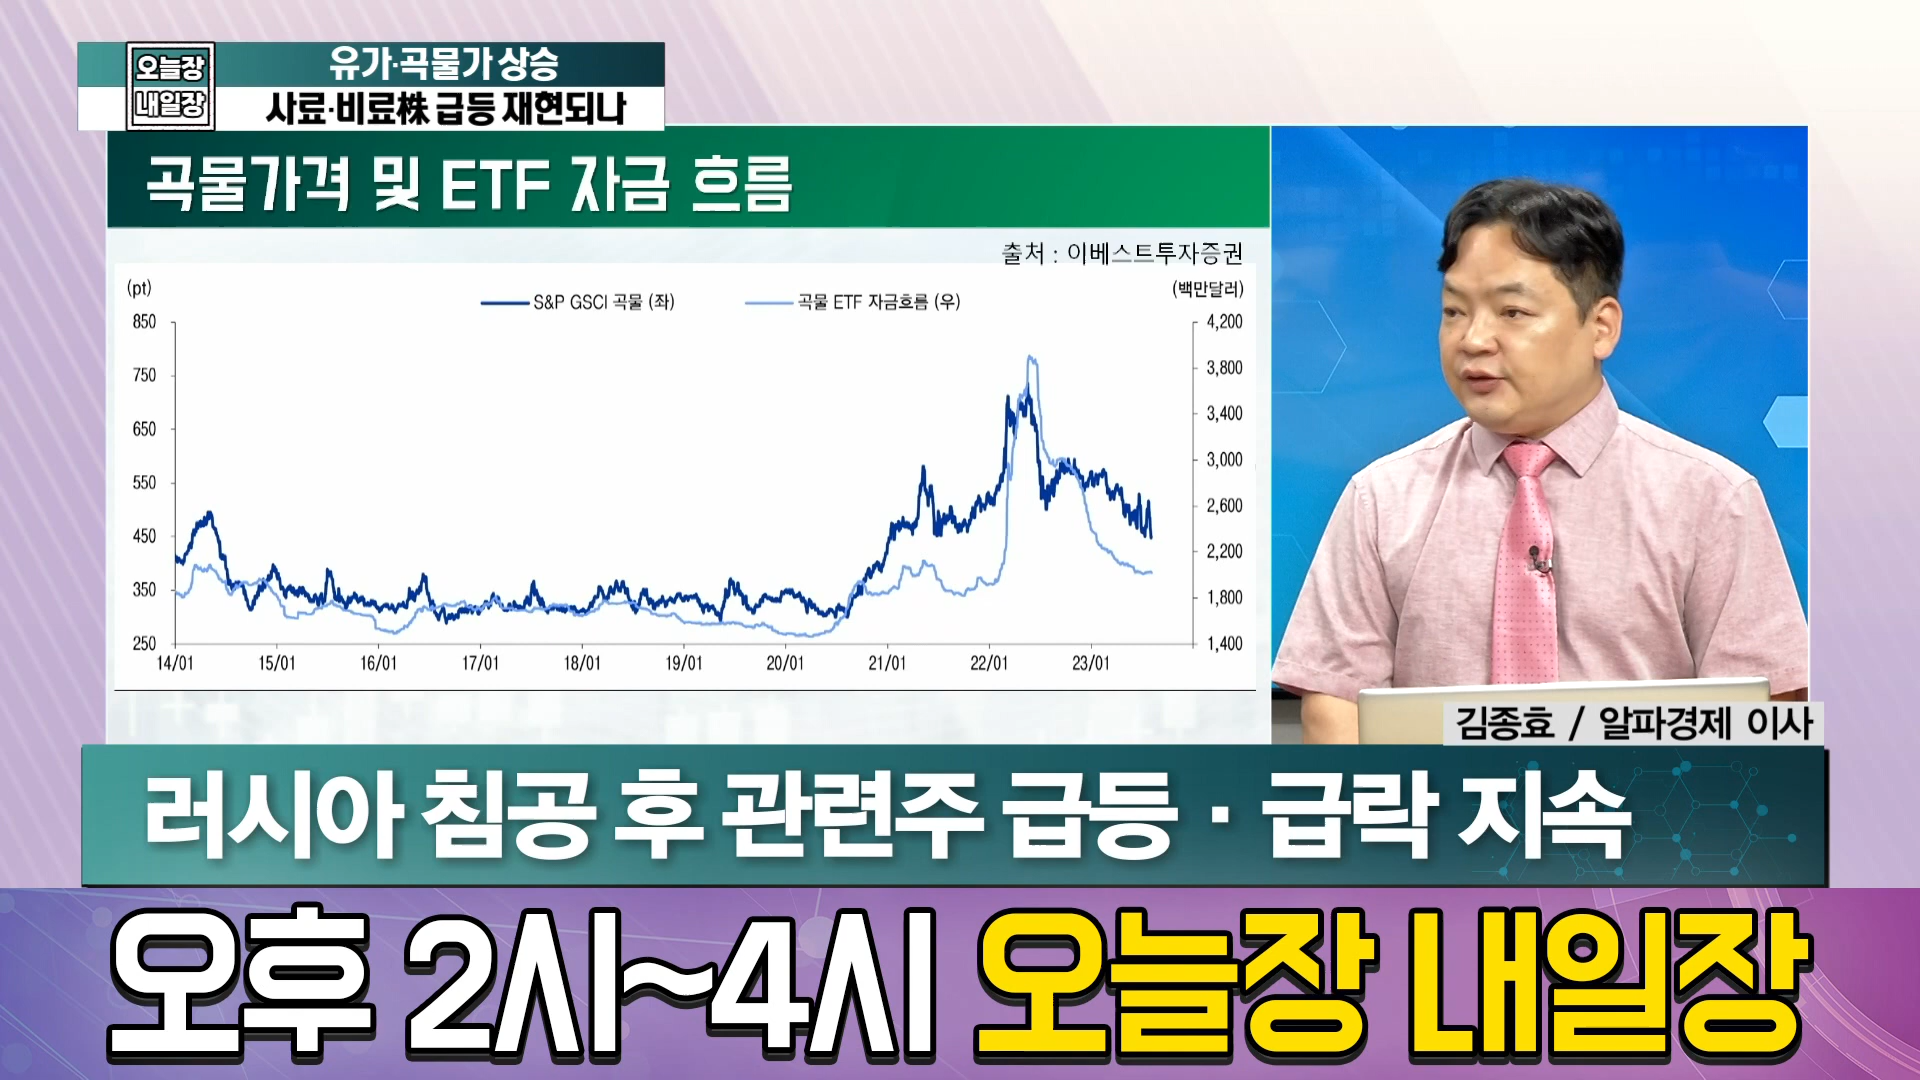 오늘장
내일장
유가·곡물가 상승
사료·비료株 급등 재현되나
곡물가격 및 ETF 자금 흐름
출처 : 이베스트투자증권
(pt)
S&P GSCI 곡물 (좌)
곡물 ETF 자금흐름 (우)
(백만달러)
850
750
650
550
450
350
250
4,200
3,800
3,400
3,000
2,600
2,200
1,800
1,400
14/01 15/01 16/01 17/01 18/01 19/01 20/01 21/01 22/01 23/01
김종효 / 알파경제 이사
러시아 침공 후 관련주 급등 · 급락 지속
오후 2시~4시 오늘장 내일장